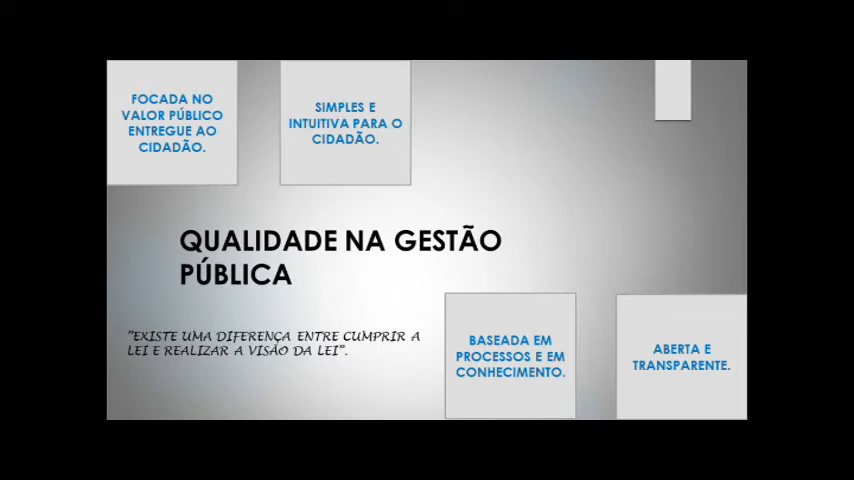 FOCADA NO
VALOR PÚBLICO
ENTREGUE AO
CIDADÃO.
SIMPLES E
INTUITIVA PARA O
CIDADÃO.
QUALIDADE NA GESTÃO
PÚBLICA
"EXISTE UMA DIFERENÇA ENTRE CUMPRIR A
LEI E REALIZAR A VISÃO DA LEI".
BASEADA EM
PROCESSOS E EM
CONHECIMENTO.
ABERTA E
TRANSPARENTE.